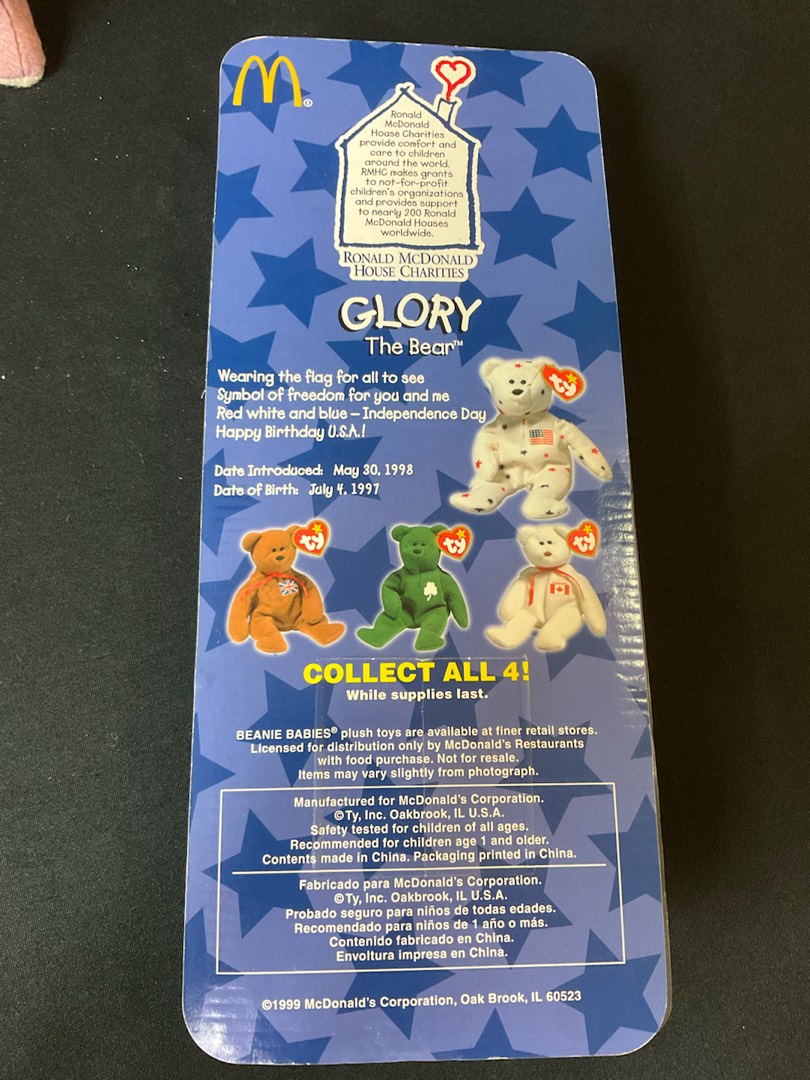 Ronald
McDonald
House Charities
provide comfort and
care to children
around the world.
RMHC makes grants
to not-for-profit
children's organizations
and provides support
to nearly 200 Ronald
McDonald Houses
worldwide.
RONALD MCDONALD
HOUSE CHARITIES
GLORY
The Bear™
Wearing the flag for all to see
Symbol of freedom for you and me
Red white and blue – Independence Day
Happy Birthday U.S.A.!
Date Introduced: May 30, 1998
Date of Birth: July 4, 1997
ty
ty
ty
ty
COLLECT ALL 4!
While supplies last.
BEANIE BABIES® plush toys are available at finer retail stores.
Licensed for distribution only by McDonald's Restaurants
with food purchase. Not for resale.
Items may vary slightly from photograph.
Manufactured for McDonald's Corporation.
©Ty, Inc. Oakbrook, IL U.S.A.
Safety tested for children of all ages.
Recommended for children age 1 and older.
Contents made in China. Packaging printed in China.
Fabricado para McDonald's Corporation.
©Ty, Inc. Oakbrook, IL U.S.A.
Probado seguro para niños de todas edades.
Recomendado para niños de 1 año o más.
Contenido fabricado en China.
Envoltura impresa en China.
©1999 McDonald's Corporation, Oak Brook, IL 60523